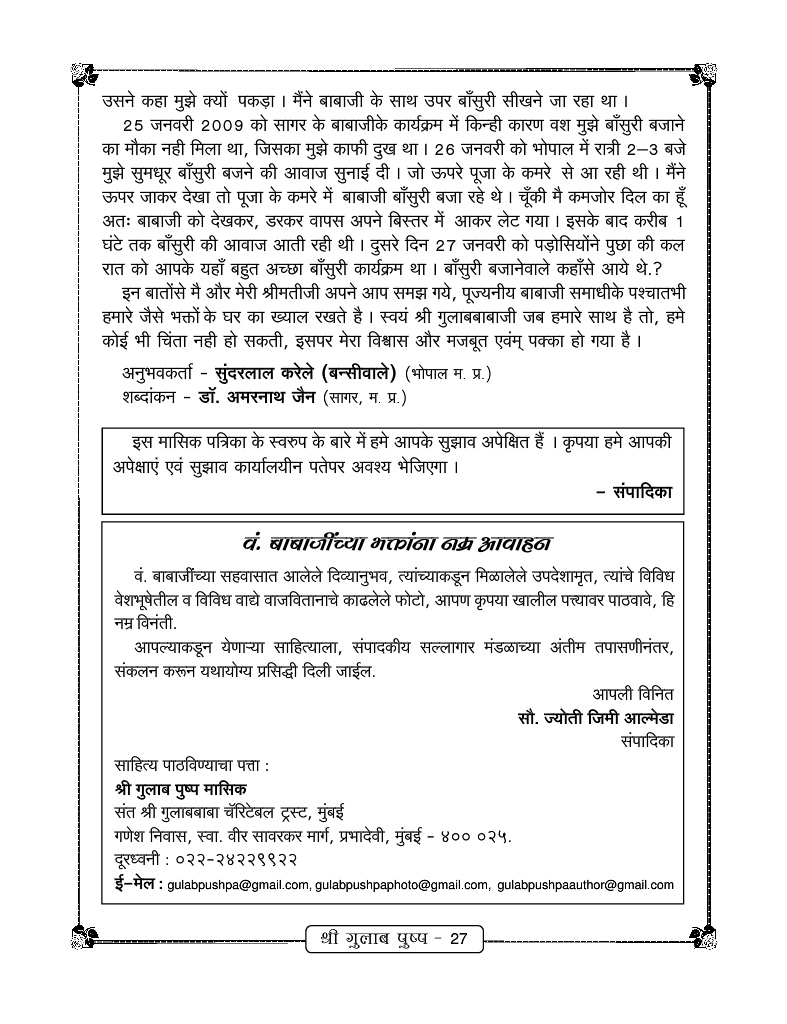 उसने कहा मुझे क्यों पकड़ा । मैंने बाबाजी के साथ उपर बाँसुरी सीखने जा रहा था ।
25 जनवरी 2009 को सागर के बाबाजीके कार्यक्रम में किन्ही कारण वश मुझे बाँसुरी बजाने
का मौका नही मिला था, जिसका मुझे काफी दुख था । 26 जनवरी को भोपाल में रात्री 2–3 बजे
मुझे सुमधूर बाँसुरी बजने की आवाज सुनाई दी । जो ऊपरे पूजा के कमरे से आ रही थी । मैंने
ऊपर जाकर देखा तो पूजा के कमरे में बाबाजी बाँसुरी बजा रहे थे । चूँकी मै कमजोर दिल का हूँ
अतः बाबाजी को देखकर, डरकर वापस अपने बिस्तर में आकर लेट गया । इसके बाद करीब 1
घंटे तक बाँसुरी की आवाज आती रही थी । दुसरे दिन 27 जनवरी को पड़ोसियोंने पुछा की कल
रात को आपके यहाँ बहुत अच्छा बाँसुरी कार्यक्रम था । बाँसुरी बजानेवाले कहाँसे आये थे.?
इन बातोंसे मै और मेरी श्रीमतीजी अपने आप समझ गये, पूज्यनीय बाबाजी समाधीके पश्चातभी
हमारे जैसे भक्तों के घर का ख्याल रखते है । स्वयं श्री गुलाबबाबाजी जब हमारे साथ है तो, हमे
कोई भी चिंता नही हो सकती, इसपर मेरा विश्वास और मजबूत एवंम् पक्का हो गया है ।
अनुभवकर्ता - सुंदरलाल करेले (बन्सीवाले) (भोपाल म. प्र.)
शब्दांकन - डॉ. अमरनाथ जैन (सागर, म. प्र.)
इस मासिक पत्रिका के स्वरुप के बारे में हमे आपके सुझाव अपेक्षित हैं । कृपया हमे आपकी
अपेक्षाएं एवं सुझाव कार्यालयीन पतेपर अवश्य भेजिएगा ।
– संपादिका
वं. बाबाजींच्या भक्तांना नम्र आवाहन
वं. बाबाजींच्या सहवासात आलेले दिव्यानुभव, त्यांच्याकडून मिळालेले उपदेशामृत, त्यांचे विविध
वेशभूषेतील व विविध वाद्ये वाजवितानाचे काढलेले फोटो, आपण कृपया खालील पत्त्यावर पाठवावे, हि
नम्र विनंती.
आपल्याकडून येणाऱ्या साहित्याला, संपादकीय सल्लागार मंडळाच्या अंतीम तपासणीनंतर,
संकलन करून यथायोग्य प्रसिद्धी दिली जाईल.
आपली विनित
सौ. ज्योती जिमी आल्मेडा
संपादिका
साहित्य पाठविण्याचा पत्ता :
श्री गुलाब पुष्प मासिक
संत श्री गुलाबबाबा चॅरिटेबल ट्रस्ट, मुंबई
गणेश निवास, स्वा. वीर सावरकर मार्ग, प्रभादेवी, मुंबई - ४०० ०२५.
दूरध्वनी : ०२२-२४२२९९२२
ई–मेल : gulabpushpa@gmail.com, gulabpushpaphoto@gmail.com, gulabpushpaauthor@gmail.com
श्री गुलाब पुष्प - 27